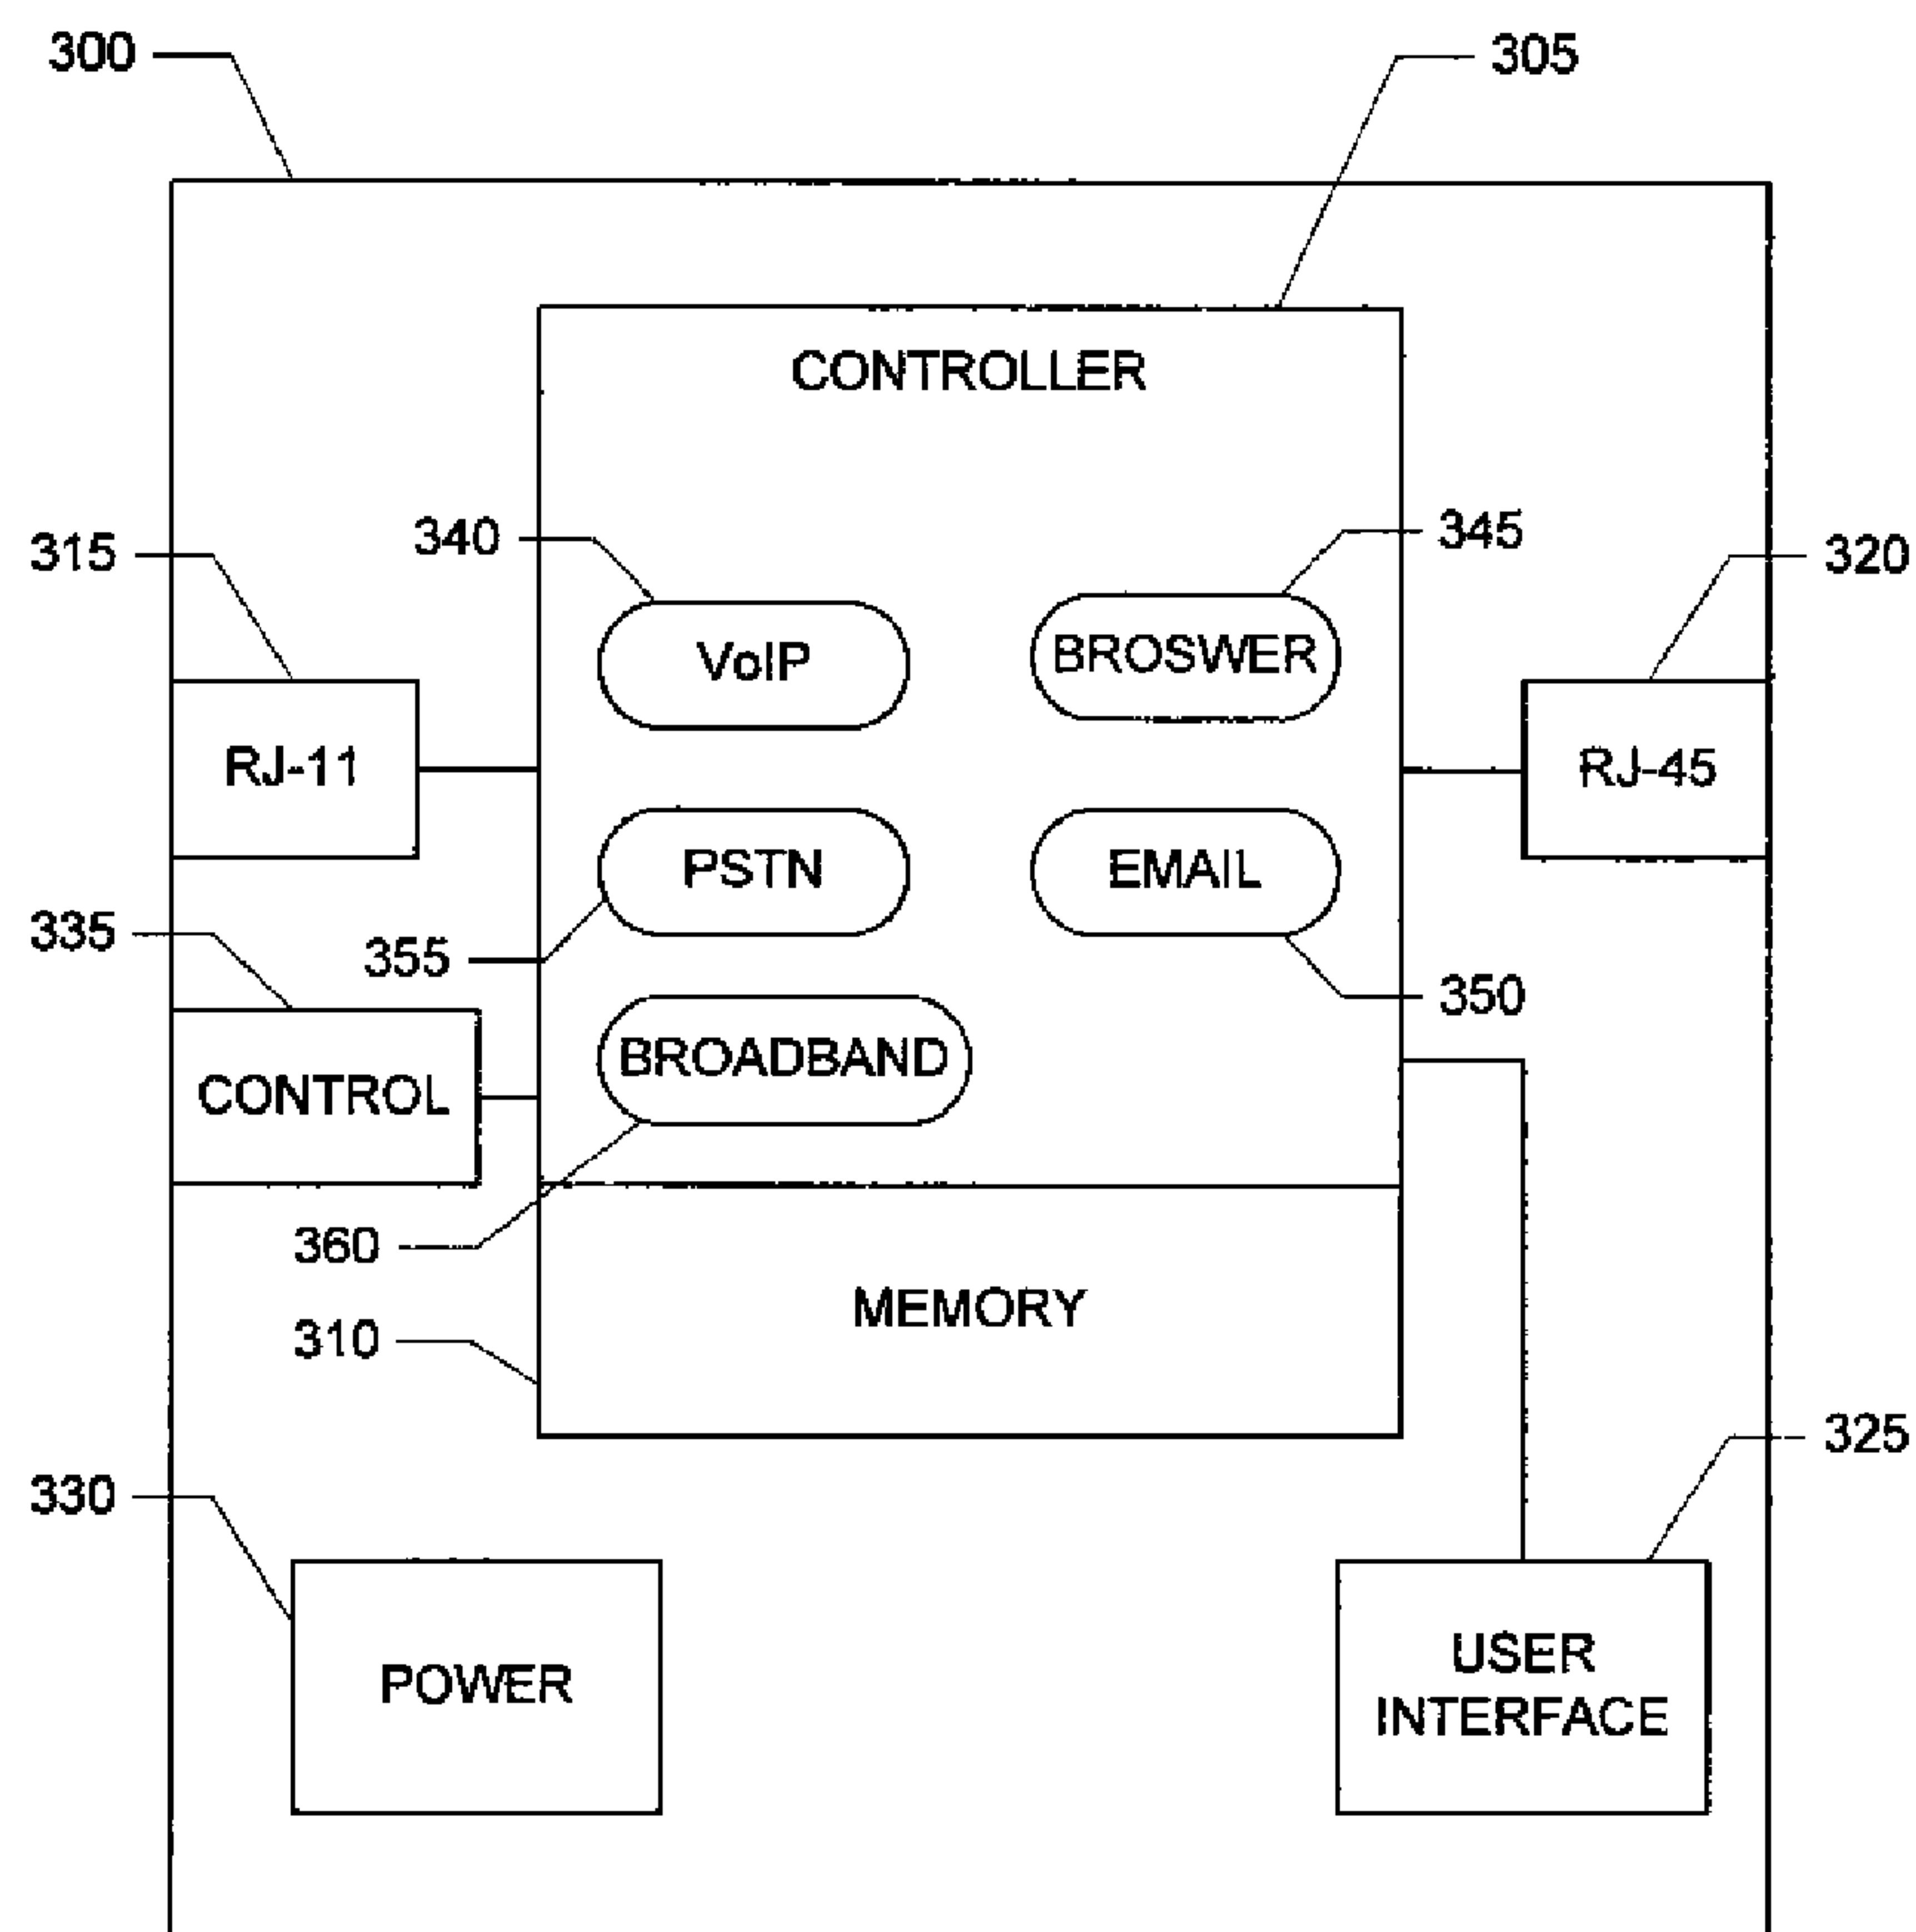 300
305
CONTROLLER
340
345
315
320
VoIP
BROSWER
RJ-11
RJ-45
PSTN
EMAIL
335
355
350
BROADBAND
CONTROL
360
MEMORY
310
325
330
USER
INTERFACE
POWER